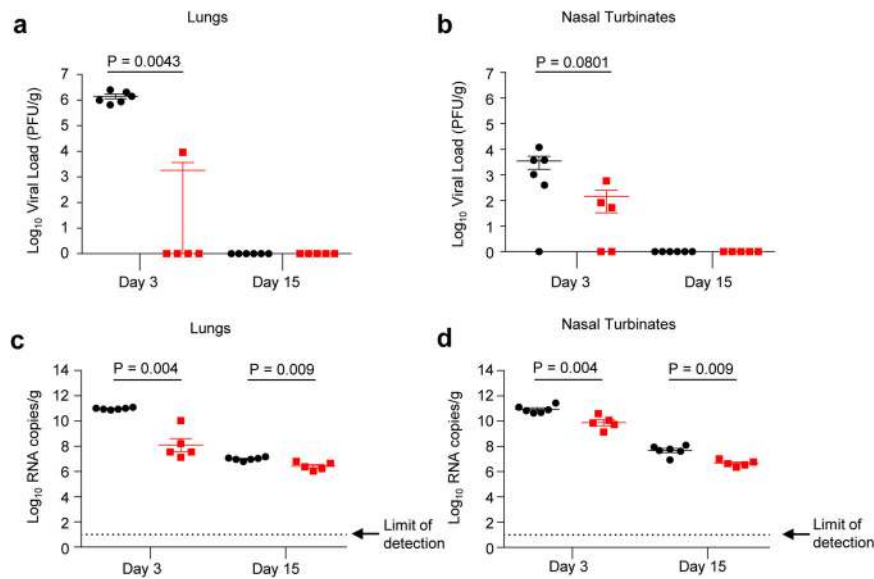 a
Lungs
P = 0.0043
Log10 Viral Load (PFU/g)
7
6
5
4
3
2
1
0
Day 3
Day 15
b
Nasal Turbinates
P = 0.0801
Log10 Viral Load (PFU/g)
7
6
5
4
3
2
1
0
Day 3
Day 15
c
Lungs
P = 0.004
P = 0.009
Log10 RNA copies/g
14
12
10
8
6
4
2
0
Limit of
detection
Day 3
Day 15
d
Nasal Turbinates
P = 0.004
P = 0.009
Log10 RNA copies/g
14
12
10
8
6
4
2
0
Limit of
detection
Day 3
Day 15